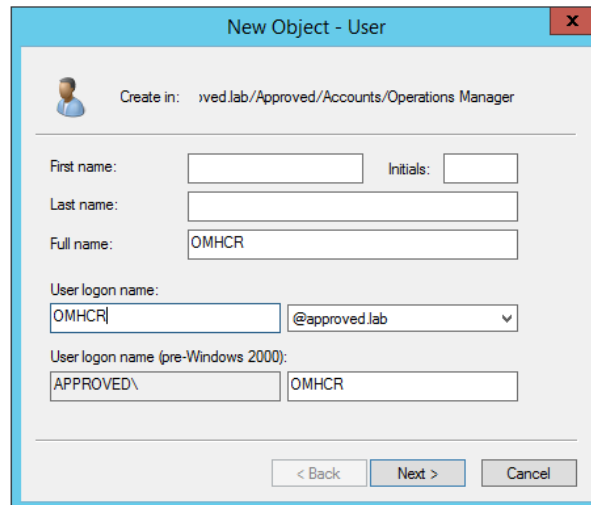 New Object - User
x
Create in: oved.lab/Approved/Accounts/Operations Manager
First name:
Initials:
Last name:
Full name: OMHCR
User logon name:
OMHCR @approved.lab
User logon name (pre-Windows 2000):
APPROVED\ OMHCR
< Back Next > Cancel